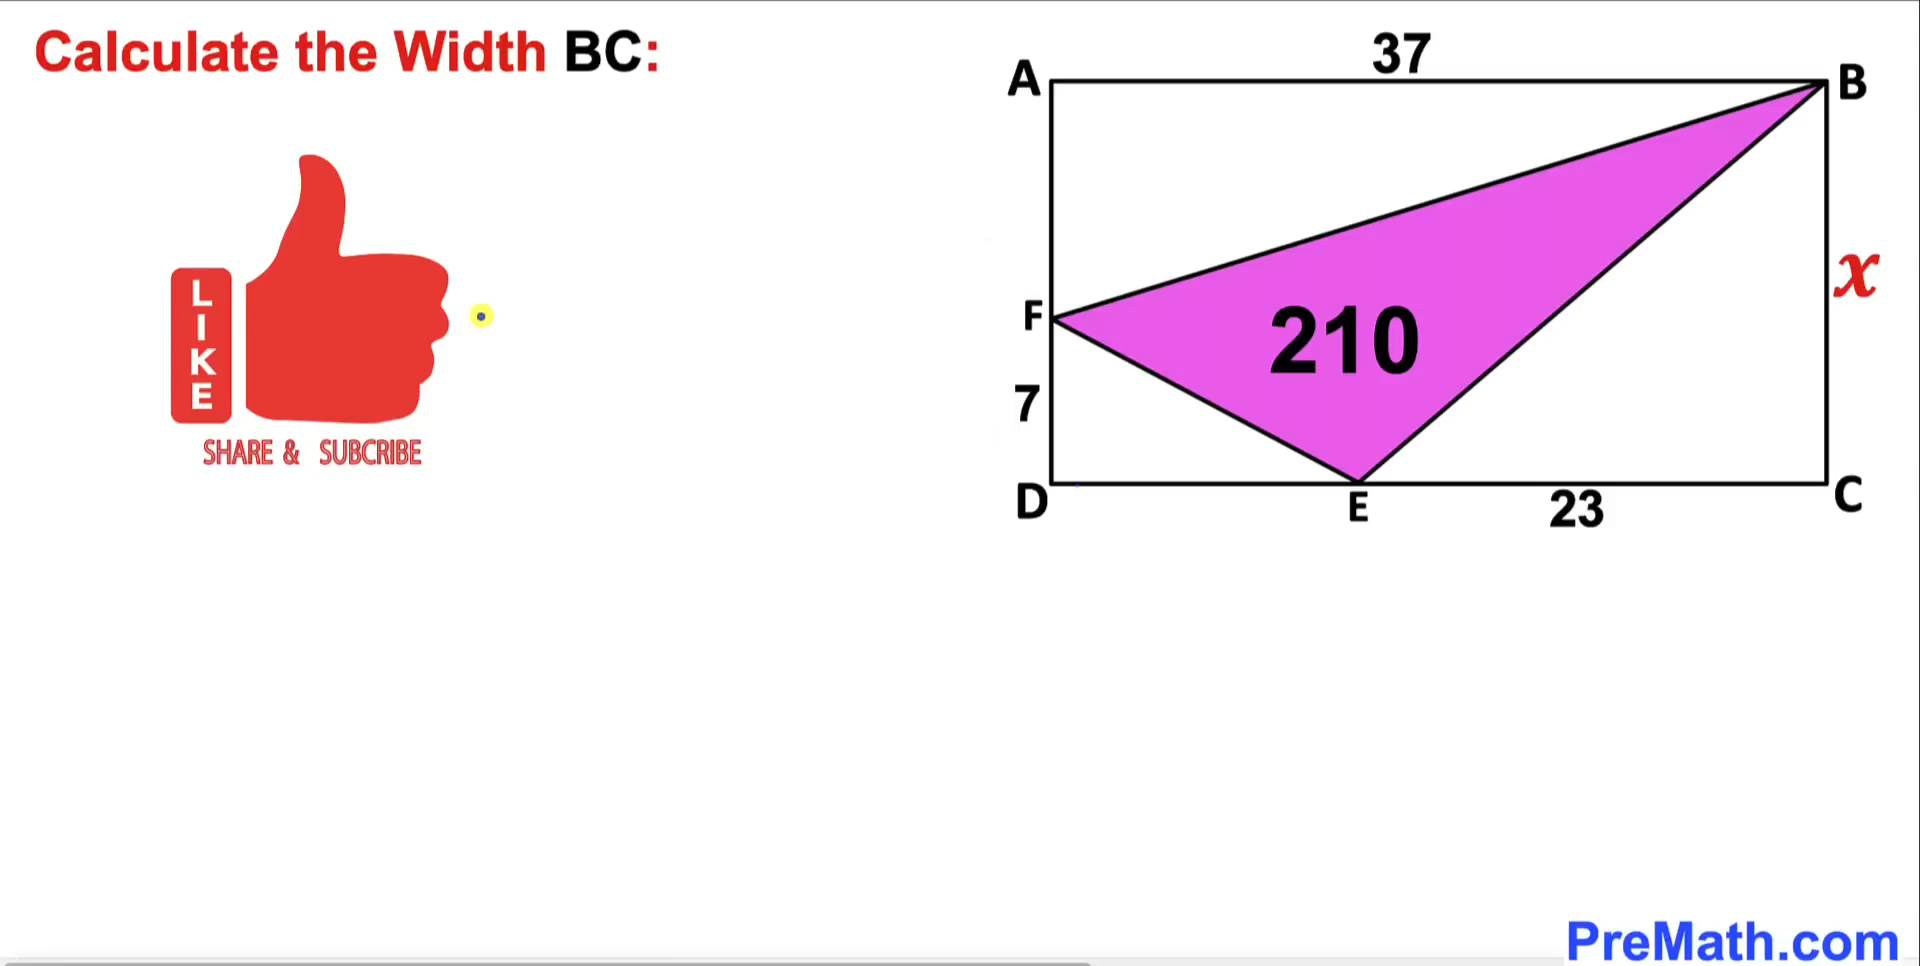 Calculate the Width BC:
37
A
B
x
F
210
7
D
E
23
C
L
I
K
E
SHARE & SUBCRIBE
PreMath.com